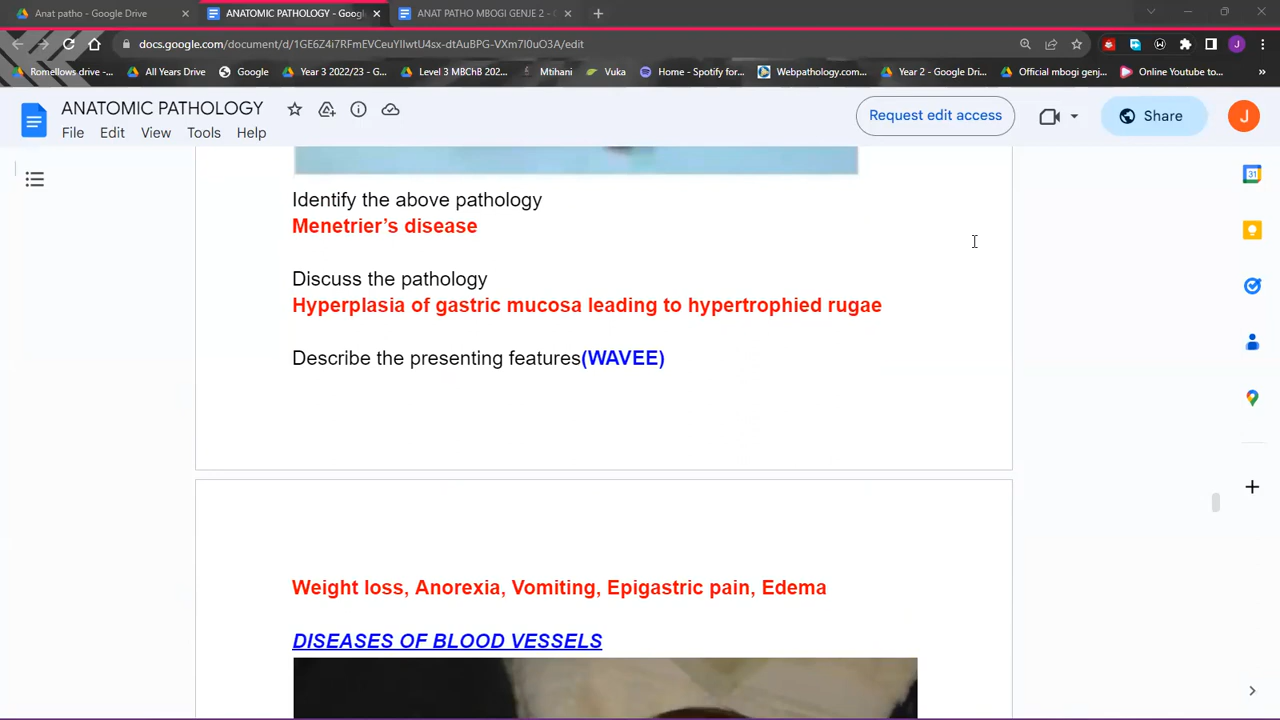 Anat patho - Google Drive
ANATOMIC PATHOLOGY - Googl
ANAT PATHO MBOGI GENJE 2 -
docs.google.com/document/d/1GE6Z4i7RFmEVCeuYIIwtU4sx-dtAuBPG-VXm7I0uO3A/edit
Romellows drive -...
All Years Drive
Google
Year 3 2022/23 - G...
Level 3 MBChB 202...
Mtihani
Vuka
Home - Spotify for...
Webpathology.com...
Year 2 - Google Dri...
Official mbogi genj...
Online Youtube to...
ANATOMIC PATHOLOGY
File Edit View Tools Help
Request edit access
Share
J
Identify the above pathology
Menetrier’s disease
Discuss the pathology
Hyperplasia of gastric mucosa leading to hypertrophied rugae
Describe the presenting features(WAVEE)
Weight loss, Anorexia, Vomiting, Epigastric pain, Edema
DISEASES OF BLOOD VESSELS